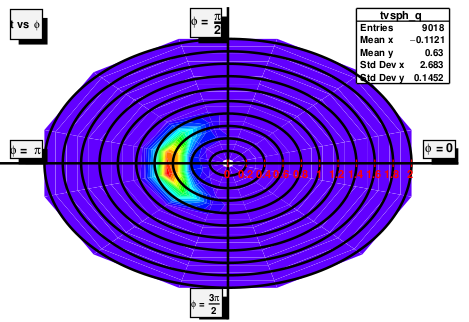 t vs ϕ
ϕ = π/2
tvsph_q
Entries 9018
Mean x −0.1121
Mean y 0.63
Std Dev x 2.683
Std Dev y 0.1452
ϕ = π
ϕ = 0
ϕ = 3π/2